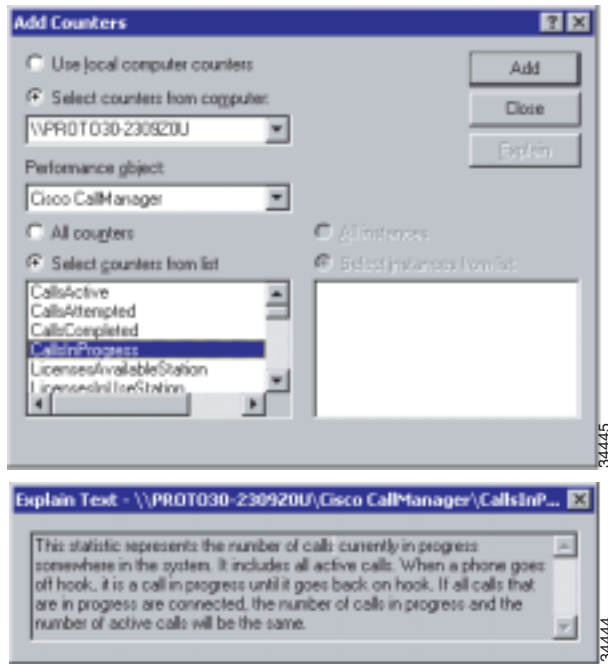 Add Counters
Use local computer counters
Select counters from computer:
\\PROTO30-2309Z0U
Performance object:
Cisco CallManager
All counters
Select counters from list
CallsActive
CallsAttempted
CallsCompleted
CallsInProgress
LicensesAvailableStation
LicensesInUseStation
Add
Close
Explain
All instances
Select instances from list:
34445
Explain Text - \\PROTO30-2309Z0U\Cisco CallManager\CallsInP...
This statistic represents the number of calls currently in progress
somewhere in the system. It includes all active calls. When a phone goes
off hook, it is a call in progress until it goes back on hook. If all calls that
are in progress are connected, the number of calls in progress and the
number of active calls will be the same.
34444